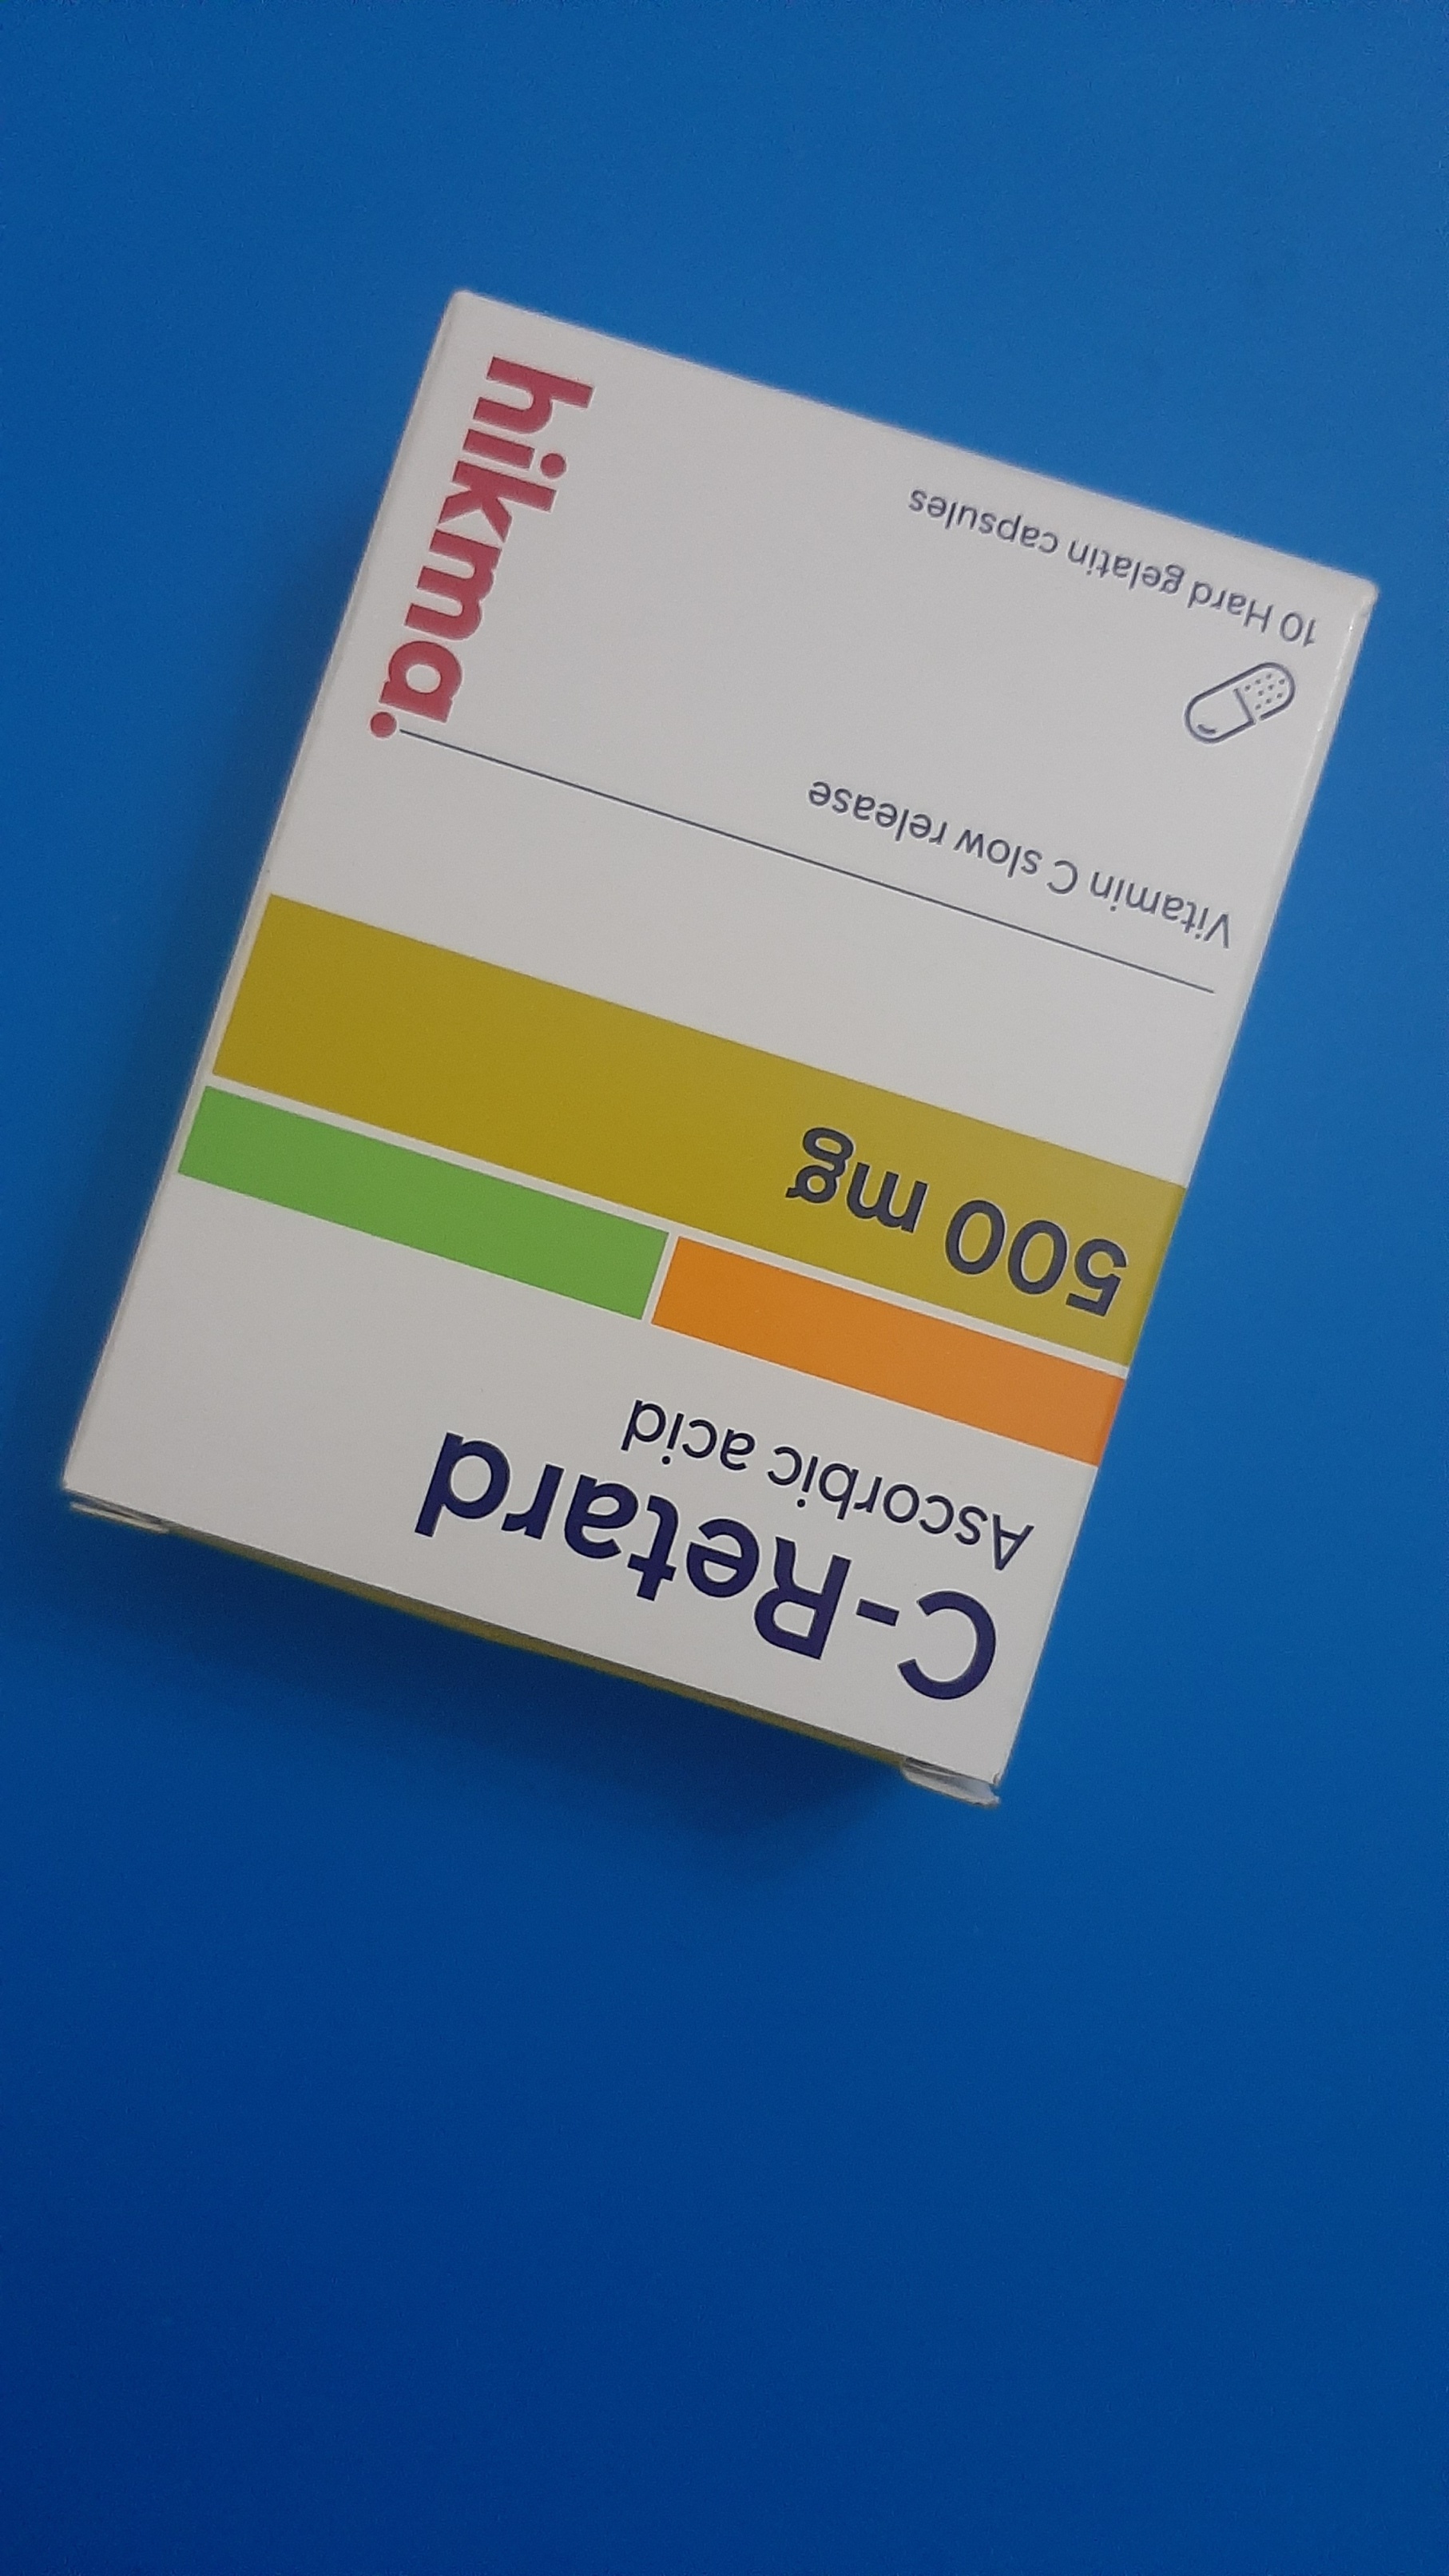 C-Retard
Ascorbic acid
500 mg
Vitamin C slow release
10 Hard gelatin capsules
hikma.